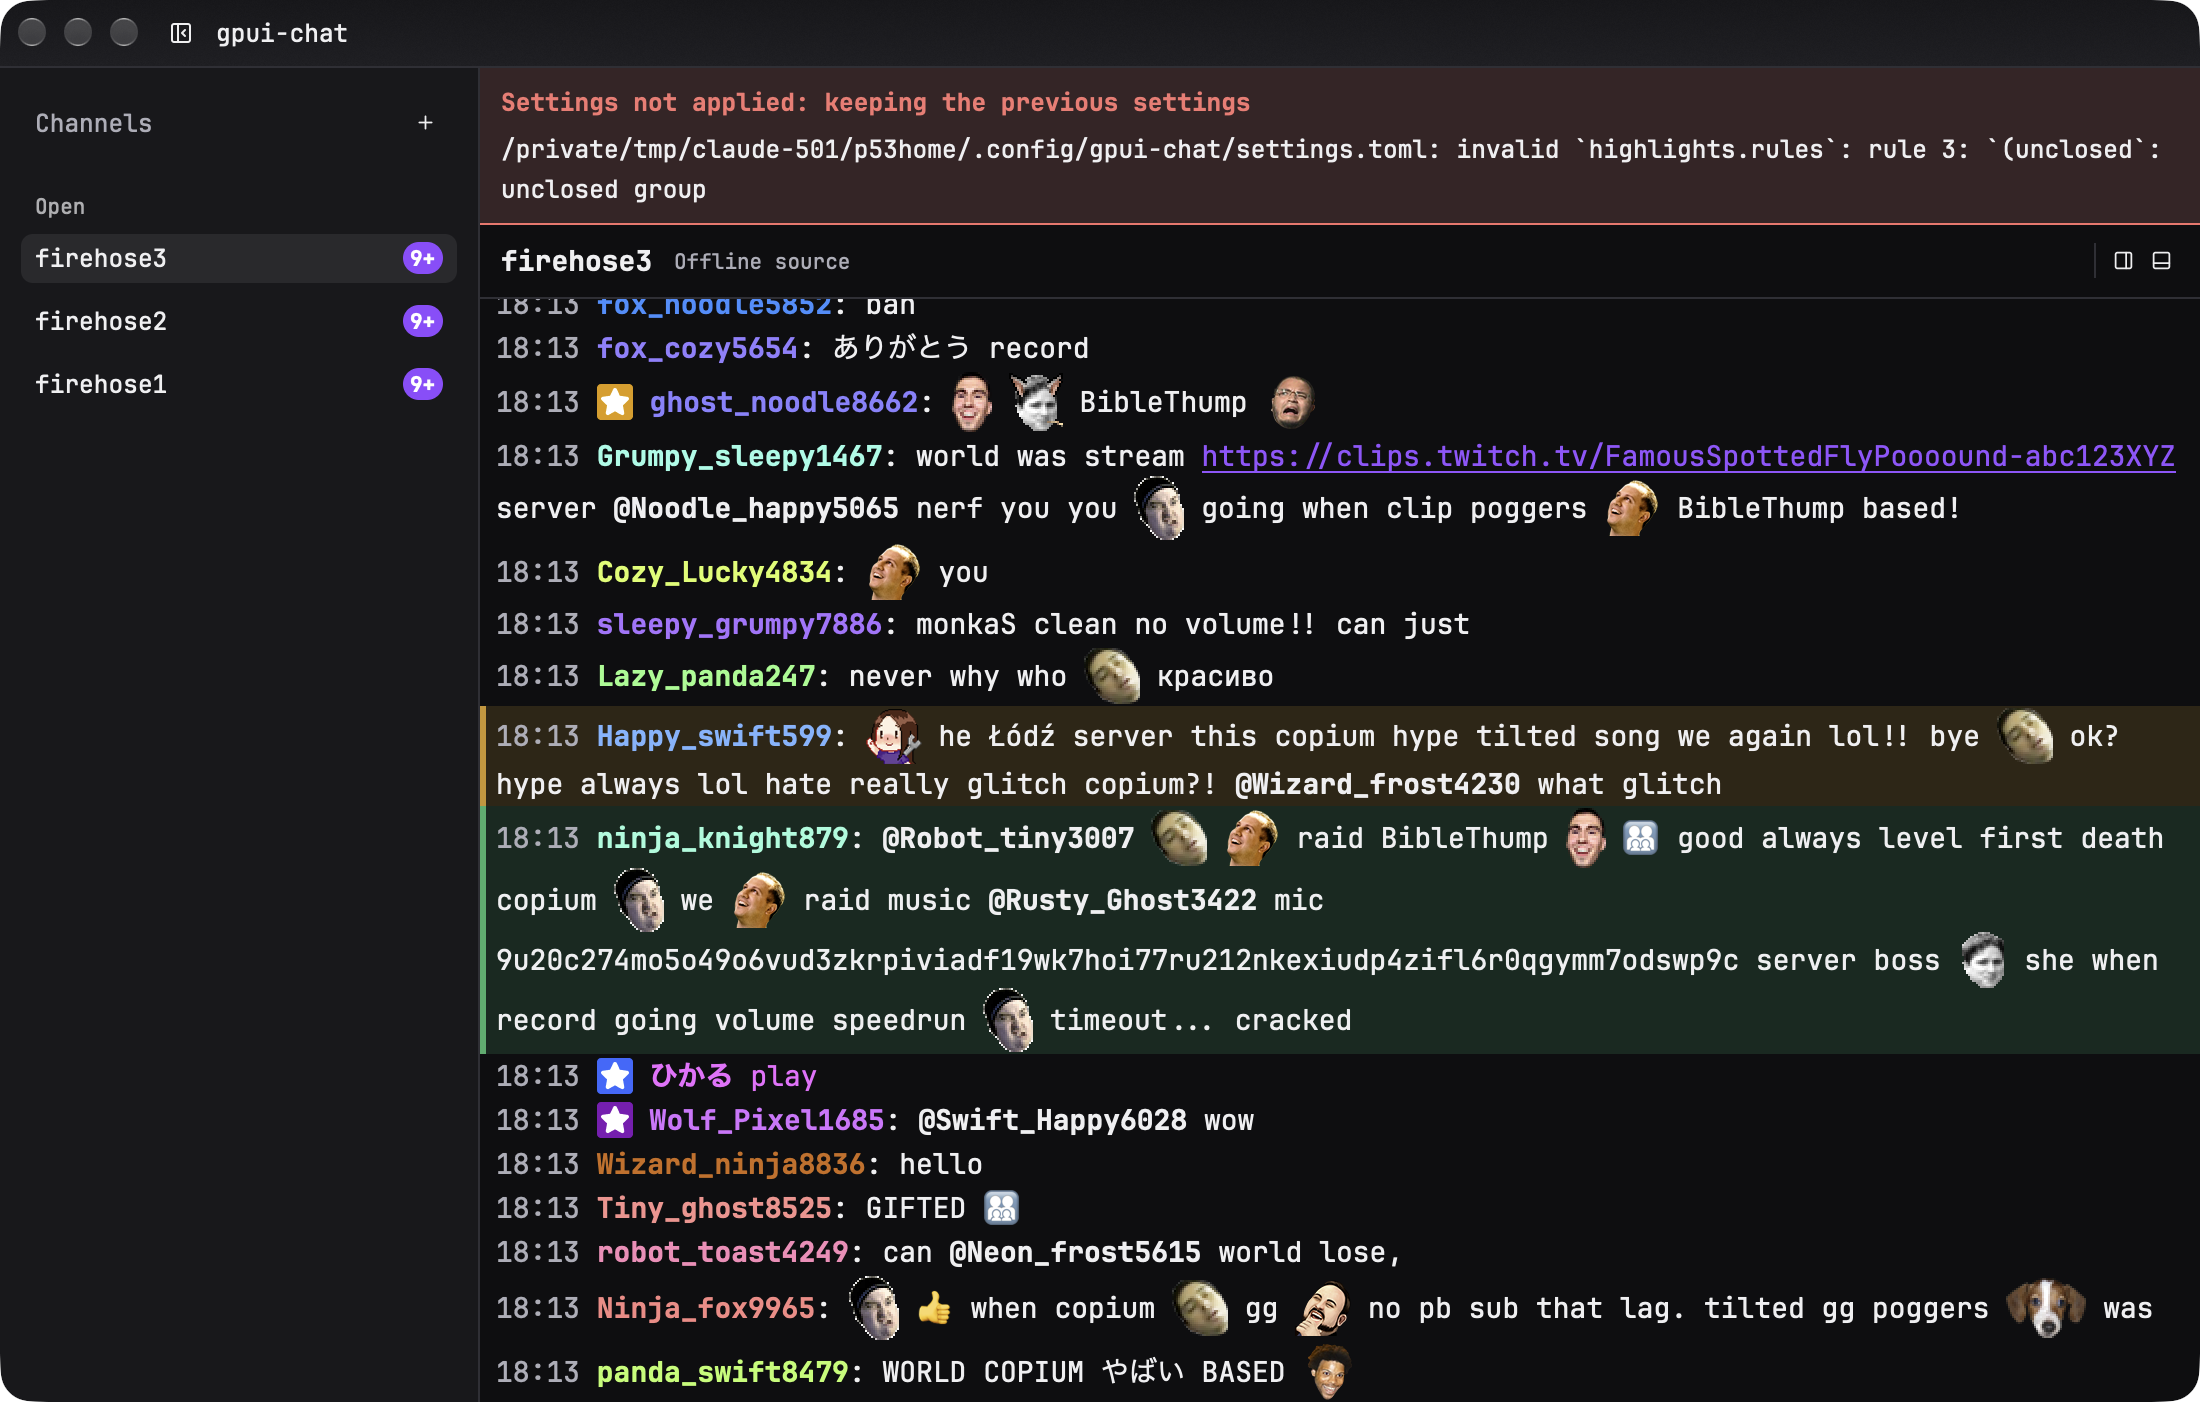 gpui-chat
Channels
+
Open
firehose3 9+
firehose2 9+
firehose1 9+
Settings not applied: keeping the previous settings
/private/tmp/claude-501/p53home/.config/gpui-chat/settings.toml: invalid `highlights.rules`: rule 3: `(unclosed`:
unclosed group
firehose3 Offline source
18:13 fox_noodle5852: ban
18:13 fox_cozy5654: ありがとう record
18:13 ghost_noodle8662: BibleThump
18:13 Grumpy_sleepy1467: world was stream https://clips.twitch.tv/FamousSpottedFlyPoooound-abc123XYZ
server @Noodle_happy5065 nerf you you going when clip poggers BibleThump based!
18:13 Cozy_Lucky4834: you
18:13 sleepy_grumpy7886: monkaS clean no volume!! can just
18:13 Lazy_panda247: never why who красиво
18:13 Happy_swift599: he Łódź server this copium hype tilted song we again lol!! bye ok?
hype always lol hate really glitch copium?! @Wizard_frost4230 what glitch
18:13 ninja_knight879: @Robot_tiny3007 raid BibleThump good always level first death
copium we raid music @Rusty_Ghost3422 mic
9u20c274mo5o49o6vud3zkrpiviadf19wk7hoi77ru212nkexiudp4zifl6r0qgymm7odswp9c server boss she when
record going volume speedrun timeout... cracked
18:13 ひかる play
18:13 Wolf_Pixel1685: @Swift_Happy6028 wow
18:13 Wizard_ninja8836: hello
18:13 Tiny_ghost8525: GIFTED
18:13 robot_toast4249: can @Neon_frost5615 world lose,
18:13 Ninja_fox9965: 👍 when copium gg no pb sub that lag. tilted gg poggers was
18:13 panda_swift8479: WORLD COPIUM やばい BASED